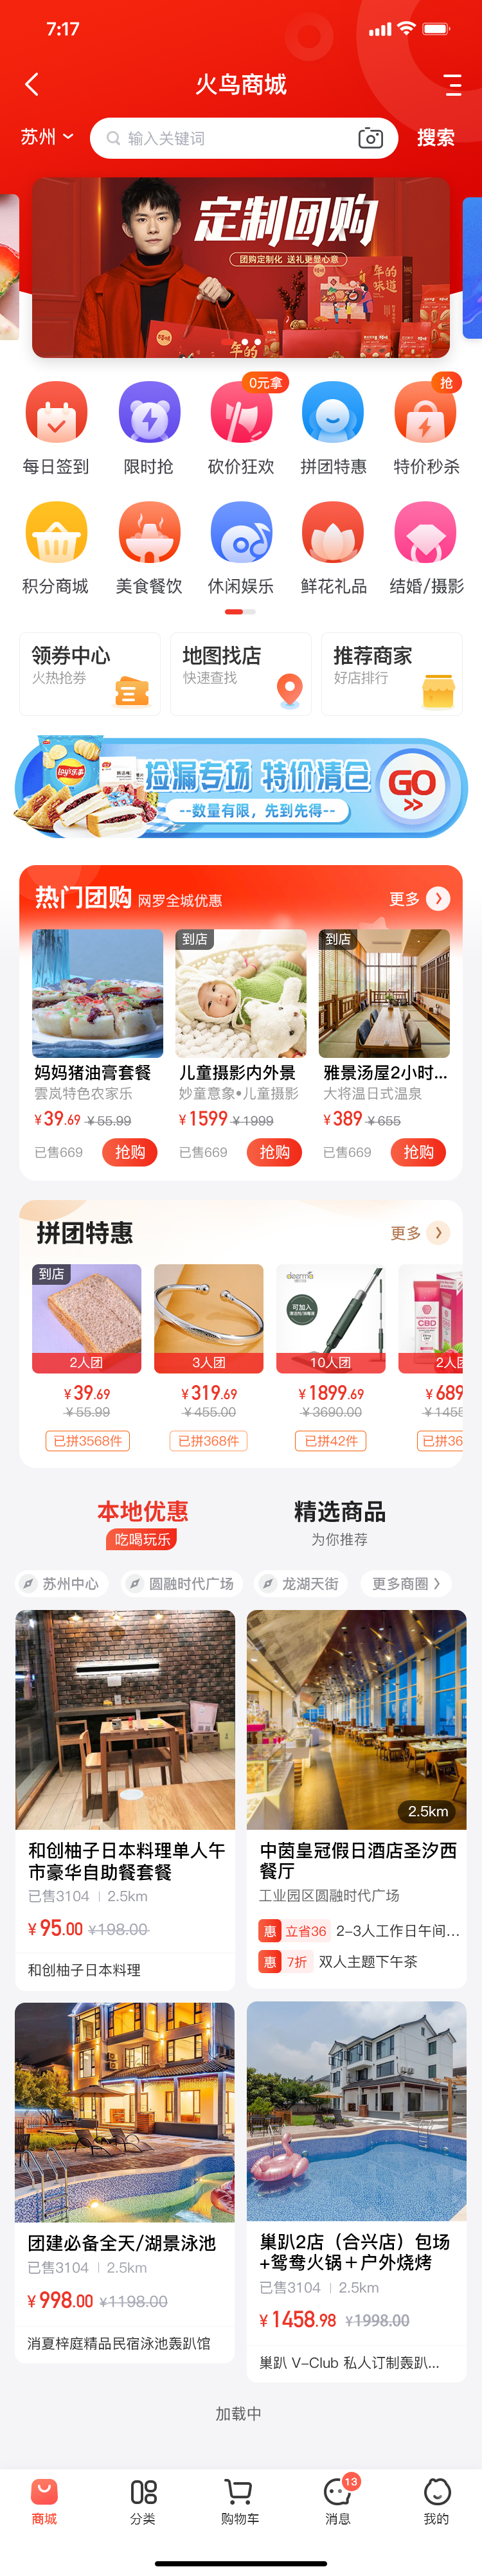 7:17
火鸟商城
苏州
输入关键词
搜索
定制团购
团购定制化 送礼更显心意
年的味道
年的
0元拿
抢
每日签到
限时抢
砍价狂欢
拼团特惠
特价秒杀
积分商城
美食餐饮
休闲娱乐
鲜花礼品
结婚/摄影
领券中心
火热抢券
地图找店
快速查找
推荐商家
好店排行
捡漏专场 特价清仓
--数量有限，先到先得--
GO
热门团购 网罗全城优惠
更多
到店
到店
妈妈猪油膏套餐
雲岚特色农家乐
¥39.69 ¥55.99
已售669
抢购
儿童摄影内外景
妙童意象•儿童摄影
¥1599 ¥1999
已售669
抢购
雅景汤屋2小时...
大将温日式温泉
¥389 ¥655
已售669
抢购
拼团特惠
更多
到店
2人团
¥39.69
¥55.99
已拼3568件
3人团
¥319.69
¥455.00
已拼368件
deerma
可加入
10人团
¥1899.69
¥3690.00
已拼42件
CBD
2人团
¥689
¥1455
已拼36
本地优惠
吃喝玩乐
精选商品
为你推荐
苏州中心
圆融时代广场
龙湖天街
更多商圈
和创柚子日本料理单人午
市豪华自助餐套餐
已售3104 | 2.5km
¥95.00 ¥198.00
和创柚子日本料理
2.5km
中茵皇冠假日酒店圣汐西
餐厅
工业园区圆融时代广场
惠 立省36 2-3人工作日午间...
惠 7折 双人主题下午茶
团建必备全天/湖景泳池
已售3104 | 2.5km
¥998.00 ¥1198.00
消夏梓庭精品民宿泳池轰趴馆
巢趴2店（合兴店）包场
+鸳鸯火锅＋户外烧烤
已售3104 | 2.5km
¥1458.98 ¥1998.00
巢趴 V-Club 私人订制轰趴...
加载中
商城
分类
购物车
13
消息
我的